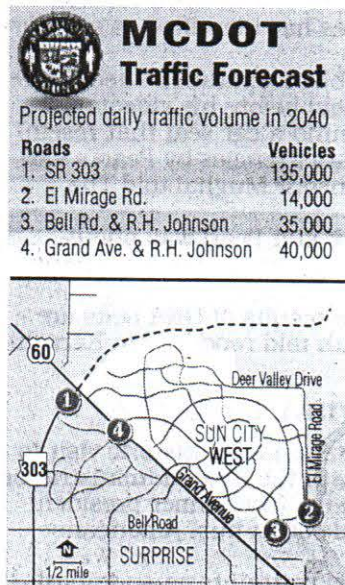 MCDOT
Traffic Forecast
Projected daily traffic volume in 2040
Roads Vehicles
1. SR 303 135,000
2. El Mirage Rd. 14,000
3. Bell Rd. & R.H. Johnson 35,000
4. Grand Ave. & R.H. Johnson 40,000
60
Deer Valley Drive
1
4
SUN CITY
WEST
El Mirage Road
303
Grand Avenue
2
Bell Road
3
N
SURPRISE
1/2 mile